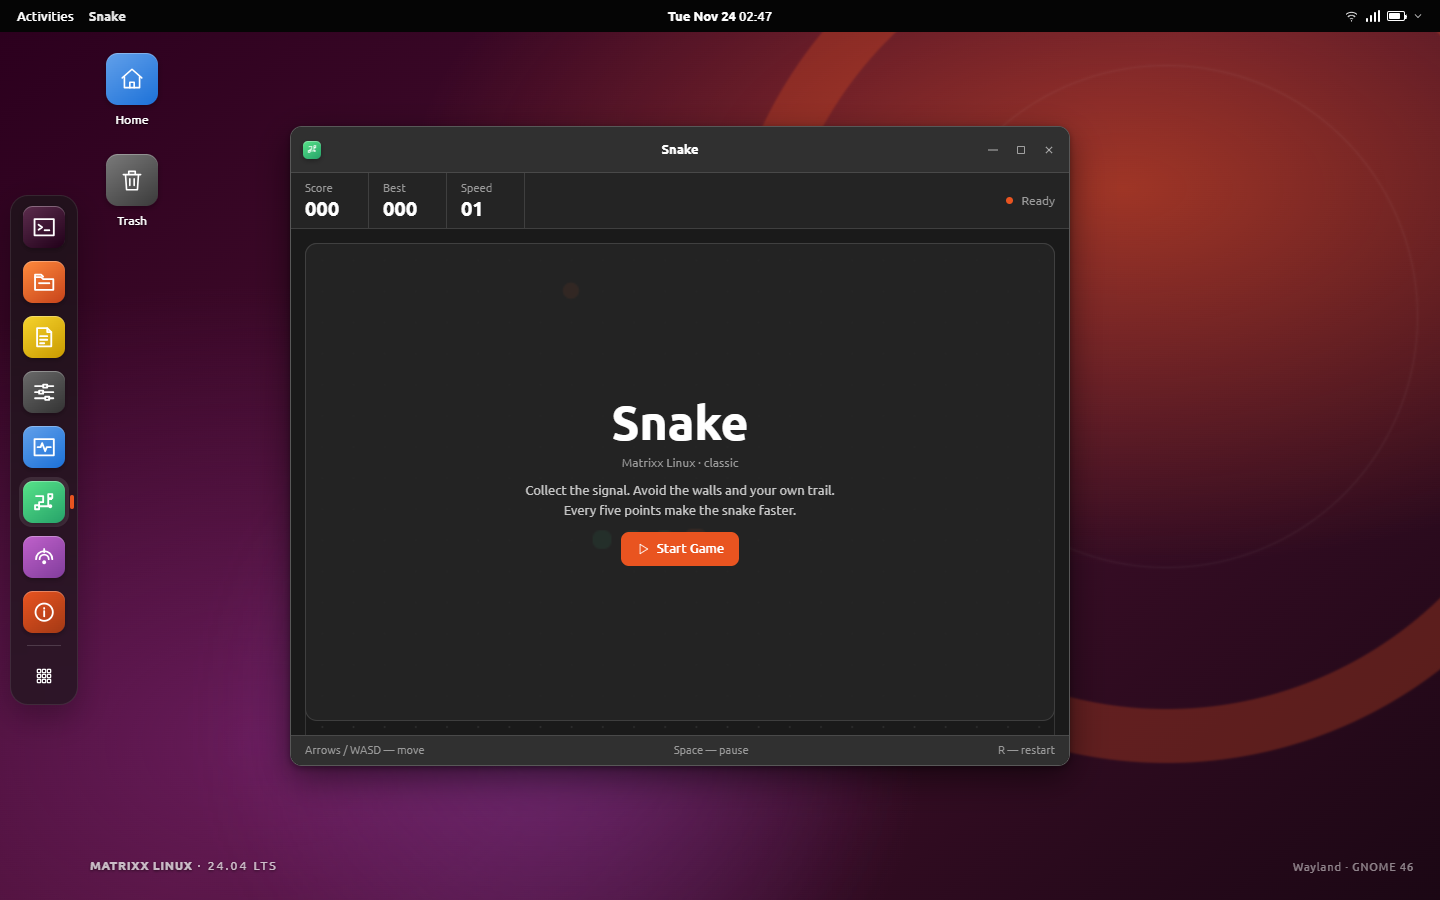 Activities Snake
Tue Nov 24 02:47
Home
Trash
Snake
Score
000
Best
000
Speed
01
Ready
Snake
Matrixx Linux · classic
Collect the signal. Avoid the walls and your own trail.
Every five points make the snake faster.
Start Game
Arrows / WASD — move
Space — pause
R — restart
MATRIXX LINUX · 24.04 LTS
Wayland · GNOME 46